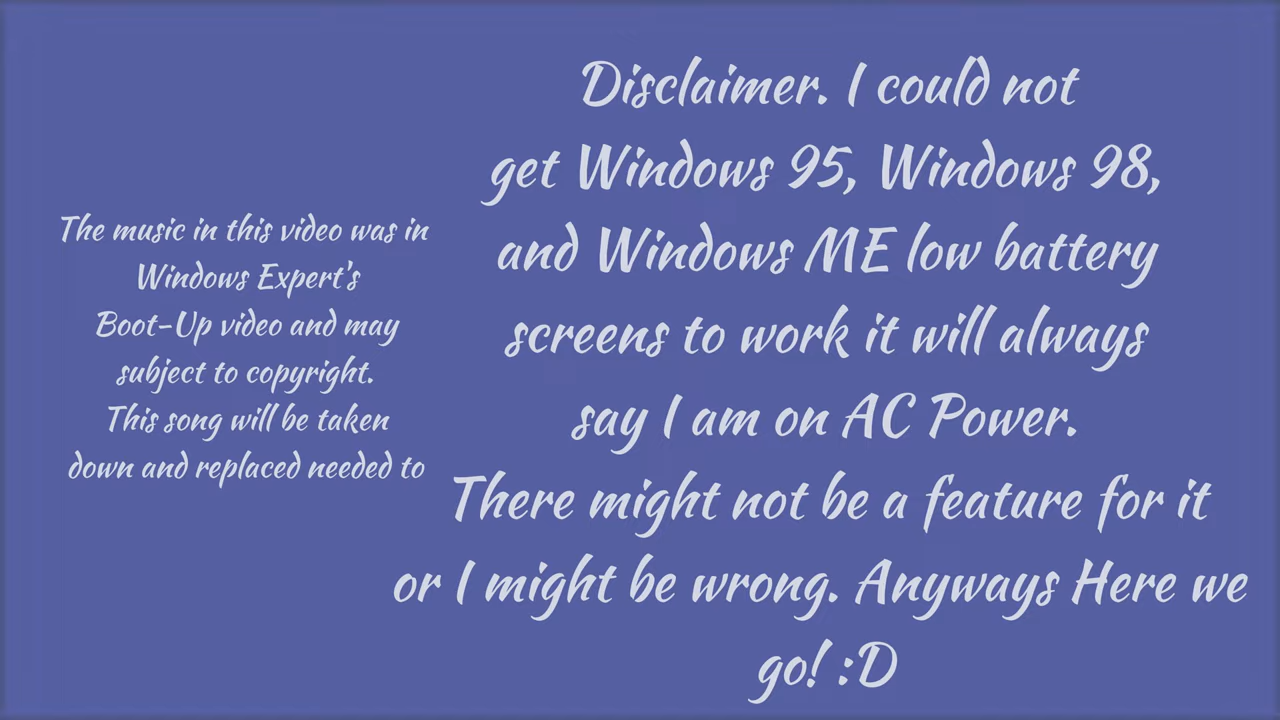 The music in this video was in
Windows Expert's
Boot-Up video and may
subject to copyright.
This song will be taken
down and replaced needed to
Disclaimer. I could not
get Windows 95, Windows 98,
and Windows ME low battery
screens to work it will always
say I am on AC Power.
There might not be a feature for it
or I might be wrong. Anyways Here we
go! :D